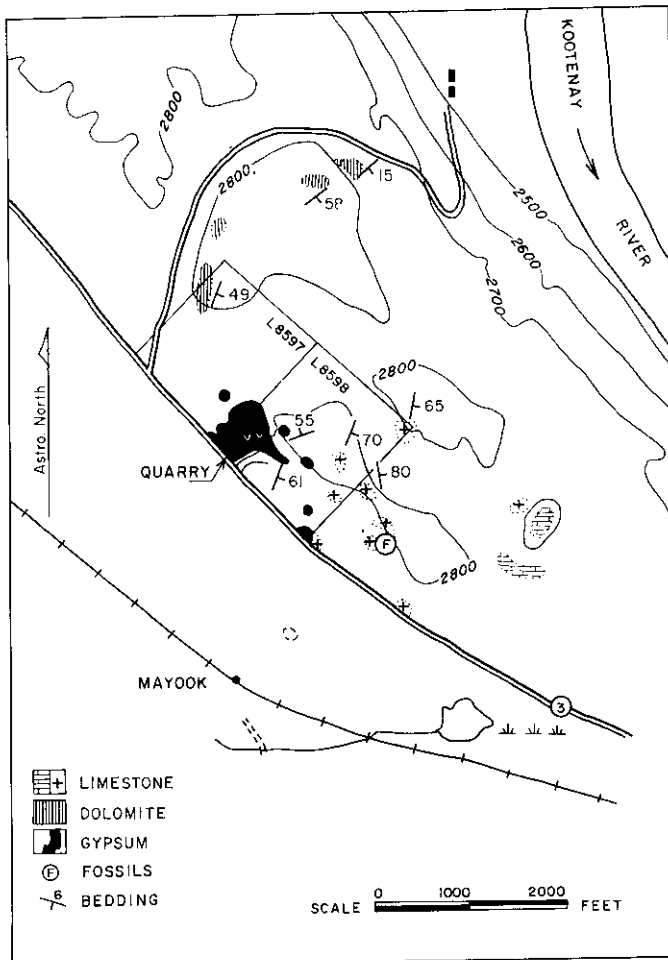 KOOTENAY
RIVER
2800
2800
15
58
2500
2600
2700
49
L8597
L8598
2800
65
Astro. North
55
70
80
QUARRY
61
F
2800
MAYOOK
3
LIMESTONE
DOLOMITE
GYPSUM
F FOSSILS
6 BEDDING
0 1000 2000
SCALE FEET